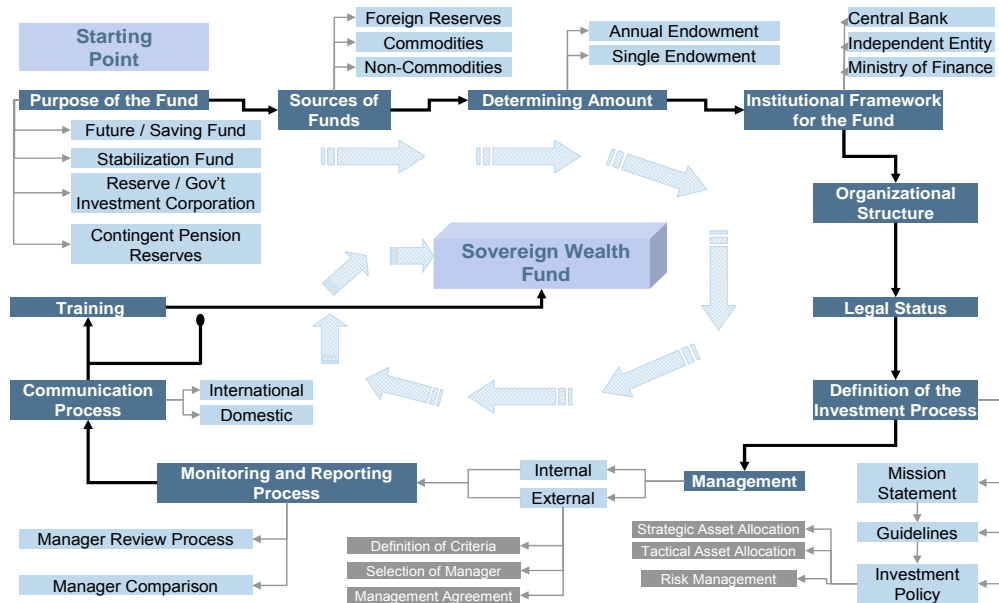 Starting
Point
Foreign Reserves
Commodities
Non-Commodities
Annual Endowment
Single Endowment
Central Bank
Independent Entity
Ministry of Finance
Purpose of the Fund
Sources of
Funds
Determining Amount
Institutional Framework
for the Fund
Future / Saving Fund
Stabilization Fund
Reserve / Gov't
Investment Corporation
Contingent Pension
Reserves
Organizational
Structure
Sovereign Wealth
Fund
Training
Legal Status
Communication
Process
International
Domestic
Definition of the
Investment Process
Monitoring and Reporting
Process
Internal
External
Management
Mission
Statement
Manager Review Process
Manager Comparison
Definition of Criteria
Selection of Manager
Management Agreement
Strategic Asset Allocation
Tactical Asset Allocation
Risk Management
Guidelines
Investment
Policy